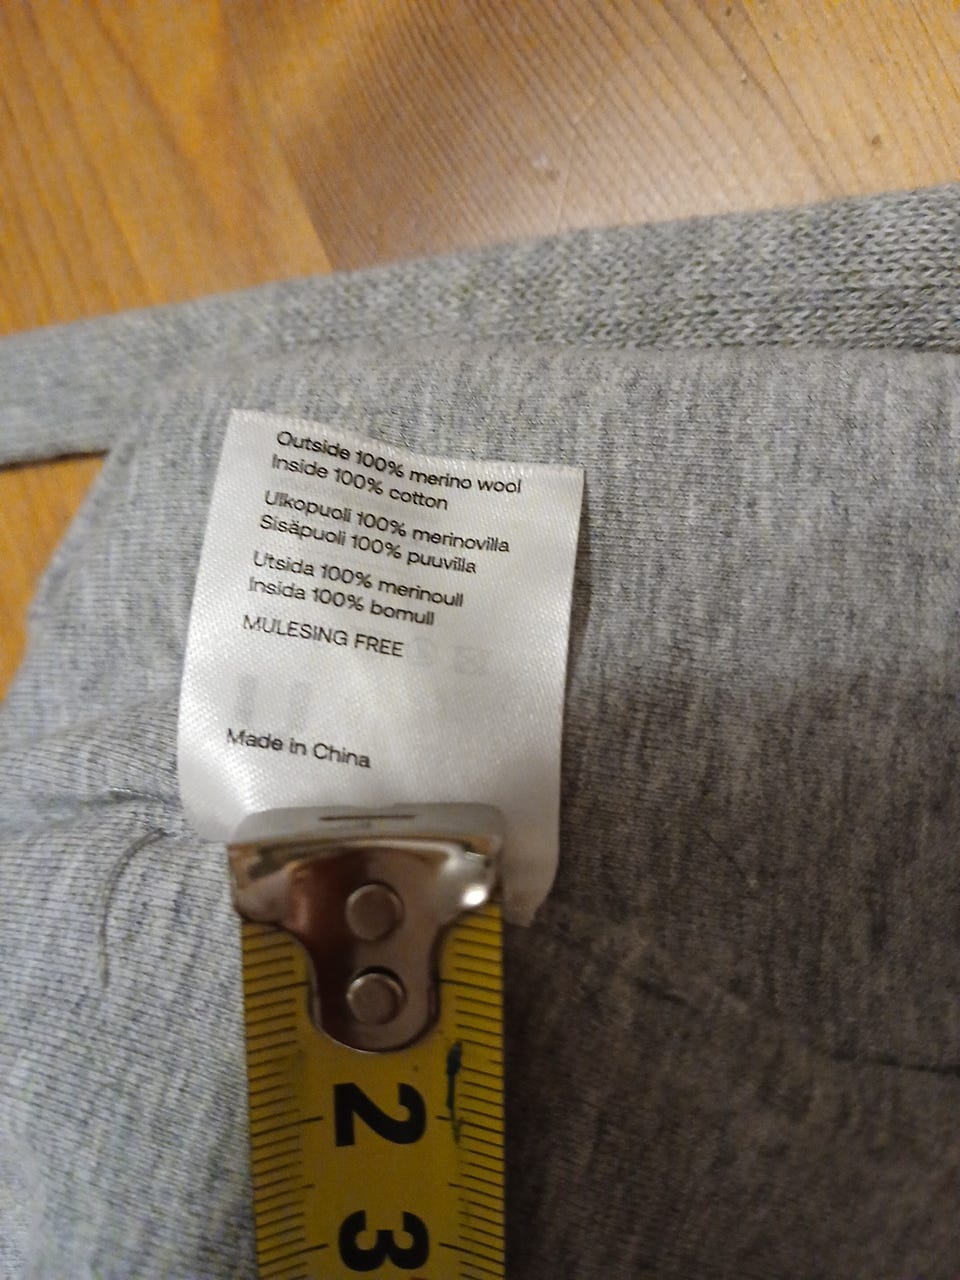 Outside 100% merino wool
Inside 100% cotton
Ulkopuoli 100% merinovilla
Sisäpuoli 100% puuvilla
Utsida 100% merinoull
Insida 100% bomull
MULESING FREE
Made in China
2
3